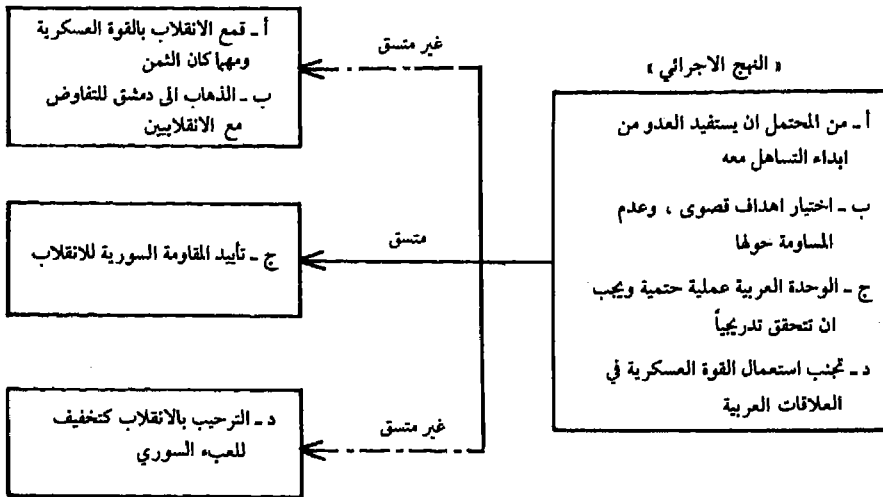 « النهج الاجرائي »
أ ـ من المحتمل ان يستفيد العدو من
ابداء التساهل معه
ب ـ اختيار اهداف قصوى ، وعدم
المساومة حولها
ج ـ الوحدة العربية عملية حتمية ويجب
ان تتحقق تدريجياً
د ـ تجنب استعمال القوة العسكرية في
العلاقات العربية
غير متسق
أ ـ قمع الانقلاب بالقوة العسكرية
ومهما كان الثمن
ب ـ الذهاب الى دمشق للتفاوض
مع الانقلابيين
متسق
ج ـ تأييد المقاومة السورية للانقلاب
غير متسق
د ـ الترحيب بالانقلاب كتخفيف
للعبء السوري